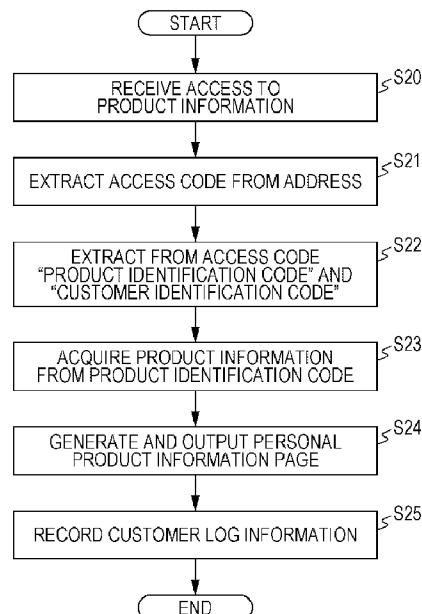 START
RECEIVE ACCESS TO
PRODUCT INFORMATION
S20
EXTRACT ACCESS CODE FROM ADDRESS
S21
EXTRACT FROM ACCESS CODE
"PRODUCT IDENTIFICATION CODE" AND
"CUSTOMER IDENTIFICATION CODE"
S22
ACQUIRE PRODUCT INFORMATION
FROM PRODUCT IDENTIFICATION CODE
S23
GENERATE AND OUTPUT PERSONAL
PRODUCT INFORMATION PAGE
S24
RECORD CUSTOMER LOG INFORMATION
S25
END